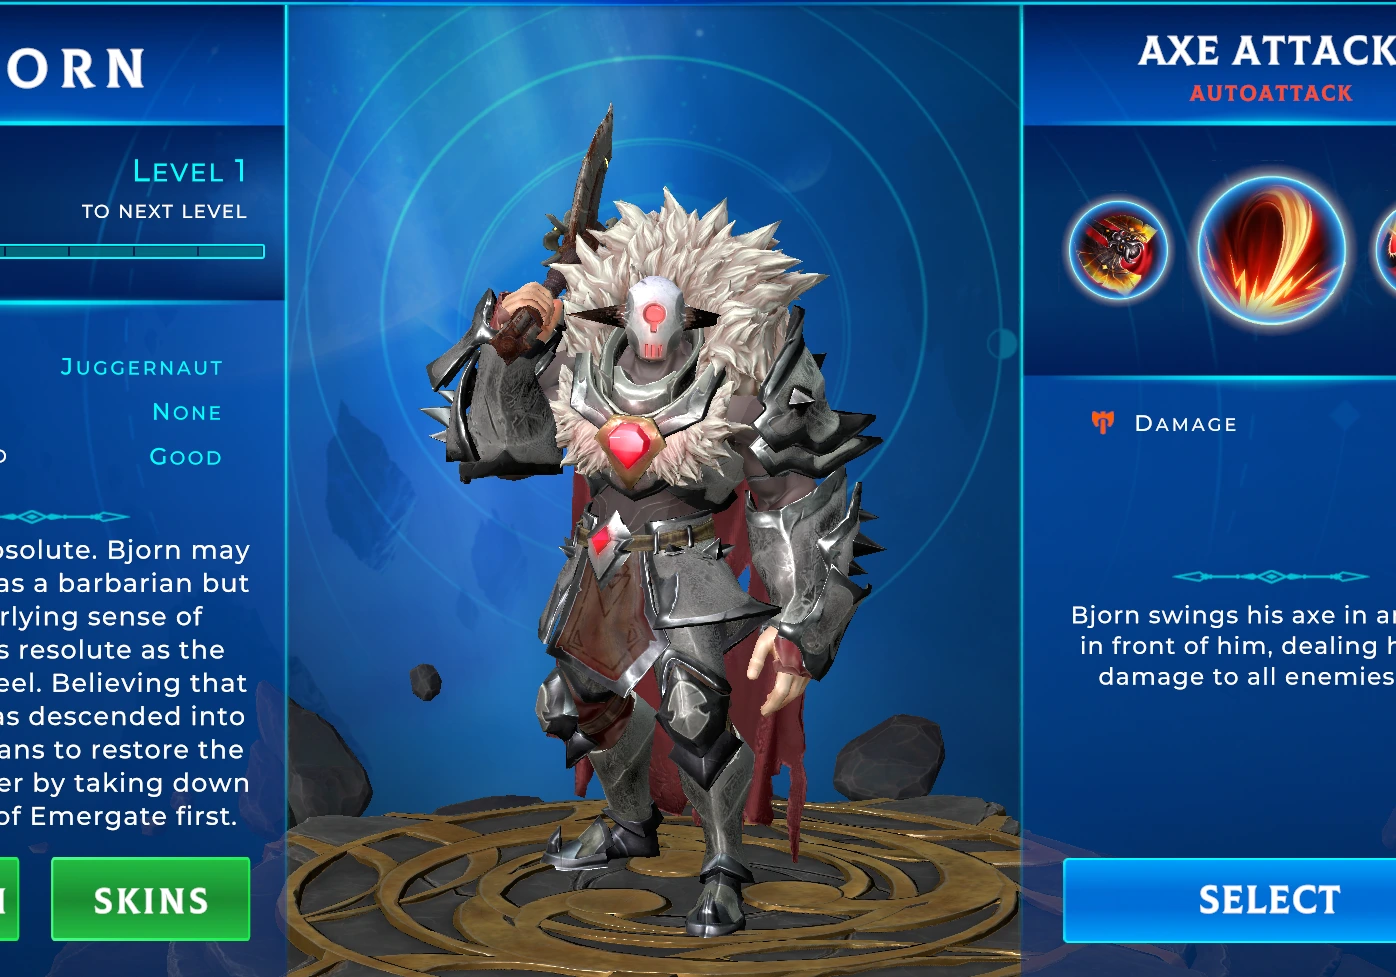 ORN
LEVEL 1
TO NEXT LEVEL
JUGGERNAUT
NONE
GOOD
bsolute. Bjorn may
as a barbarian but
rlying sense of
s resolute as the
eel. Believing that
as descended into
ans to restore the
er by taking down
of Emergate first.
SKINS
AXE ATTACK
AUTOATTACK
DAMAGE
Bjorn swings his axe in an
in front of him, dealing h
damage to all enemies
SELECT